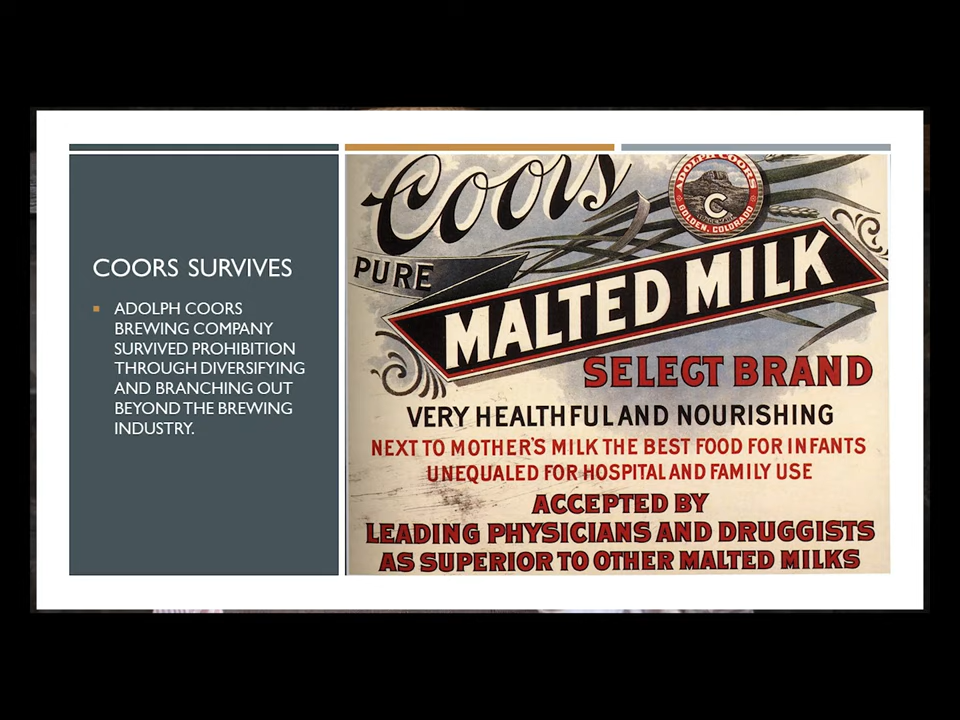 COORS SURVIVES
ADOLPH COORS
BREWING COMPANY
SURVIVED PROHIBITION
THROUGH DIVERSIFYING
AND BRANCHING OUT
BEYOND THE BREWING
INDUSTRY.
Coors
ADOLPH COORS
C
GOLDEN, COLORADO
PURE
MALTED MILK
SELECT BRAND
VERY HEALTHFUL AND NOURISHING
NEXT TO MOTHER'S MILK THE BEST FOOD FOR INFANTS
UNEQUALED FOR HOSPITAL AND FAMILY USE
ACCEPTED BY
LEADING PHYSICIANS AND DRUGGISTS
AS SUPERIOR TO OTHER MALTED MILKS